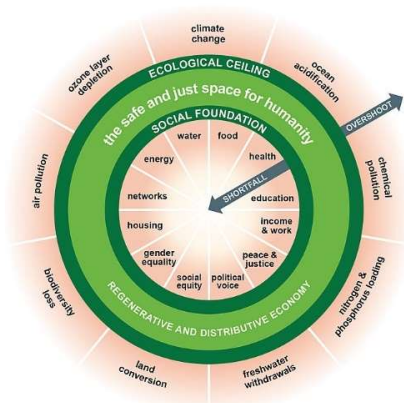 climate
change
ocean
acidification
chemical
pollution
nitrogen &
phosphorus loading
freshwater
withdrawals
land
conversion
biodiversity
loss
air pollution
ozone layer
depletion
OVERSHOOT
ECOLOGICAL CEILING
the safe and just space for humanity
SOCIAL FOUNDATION
water
food
health
SHORTFALL
education
income
& work
peace &
justice
political
voice
social
equity
gender
equality
housing
networks
energy
REGENERATIVE AND DISTRIBUTIVE ECONOMY